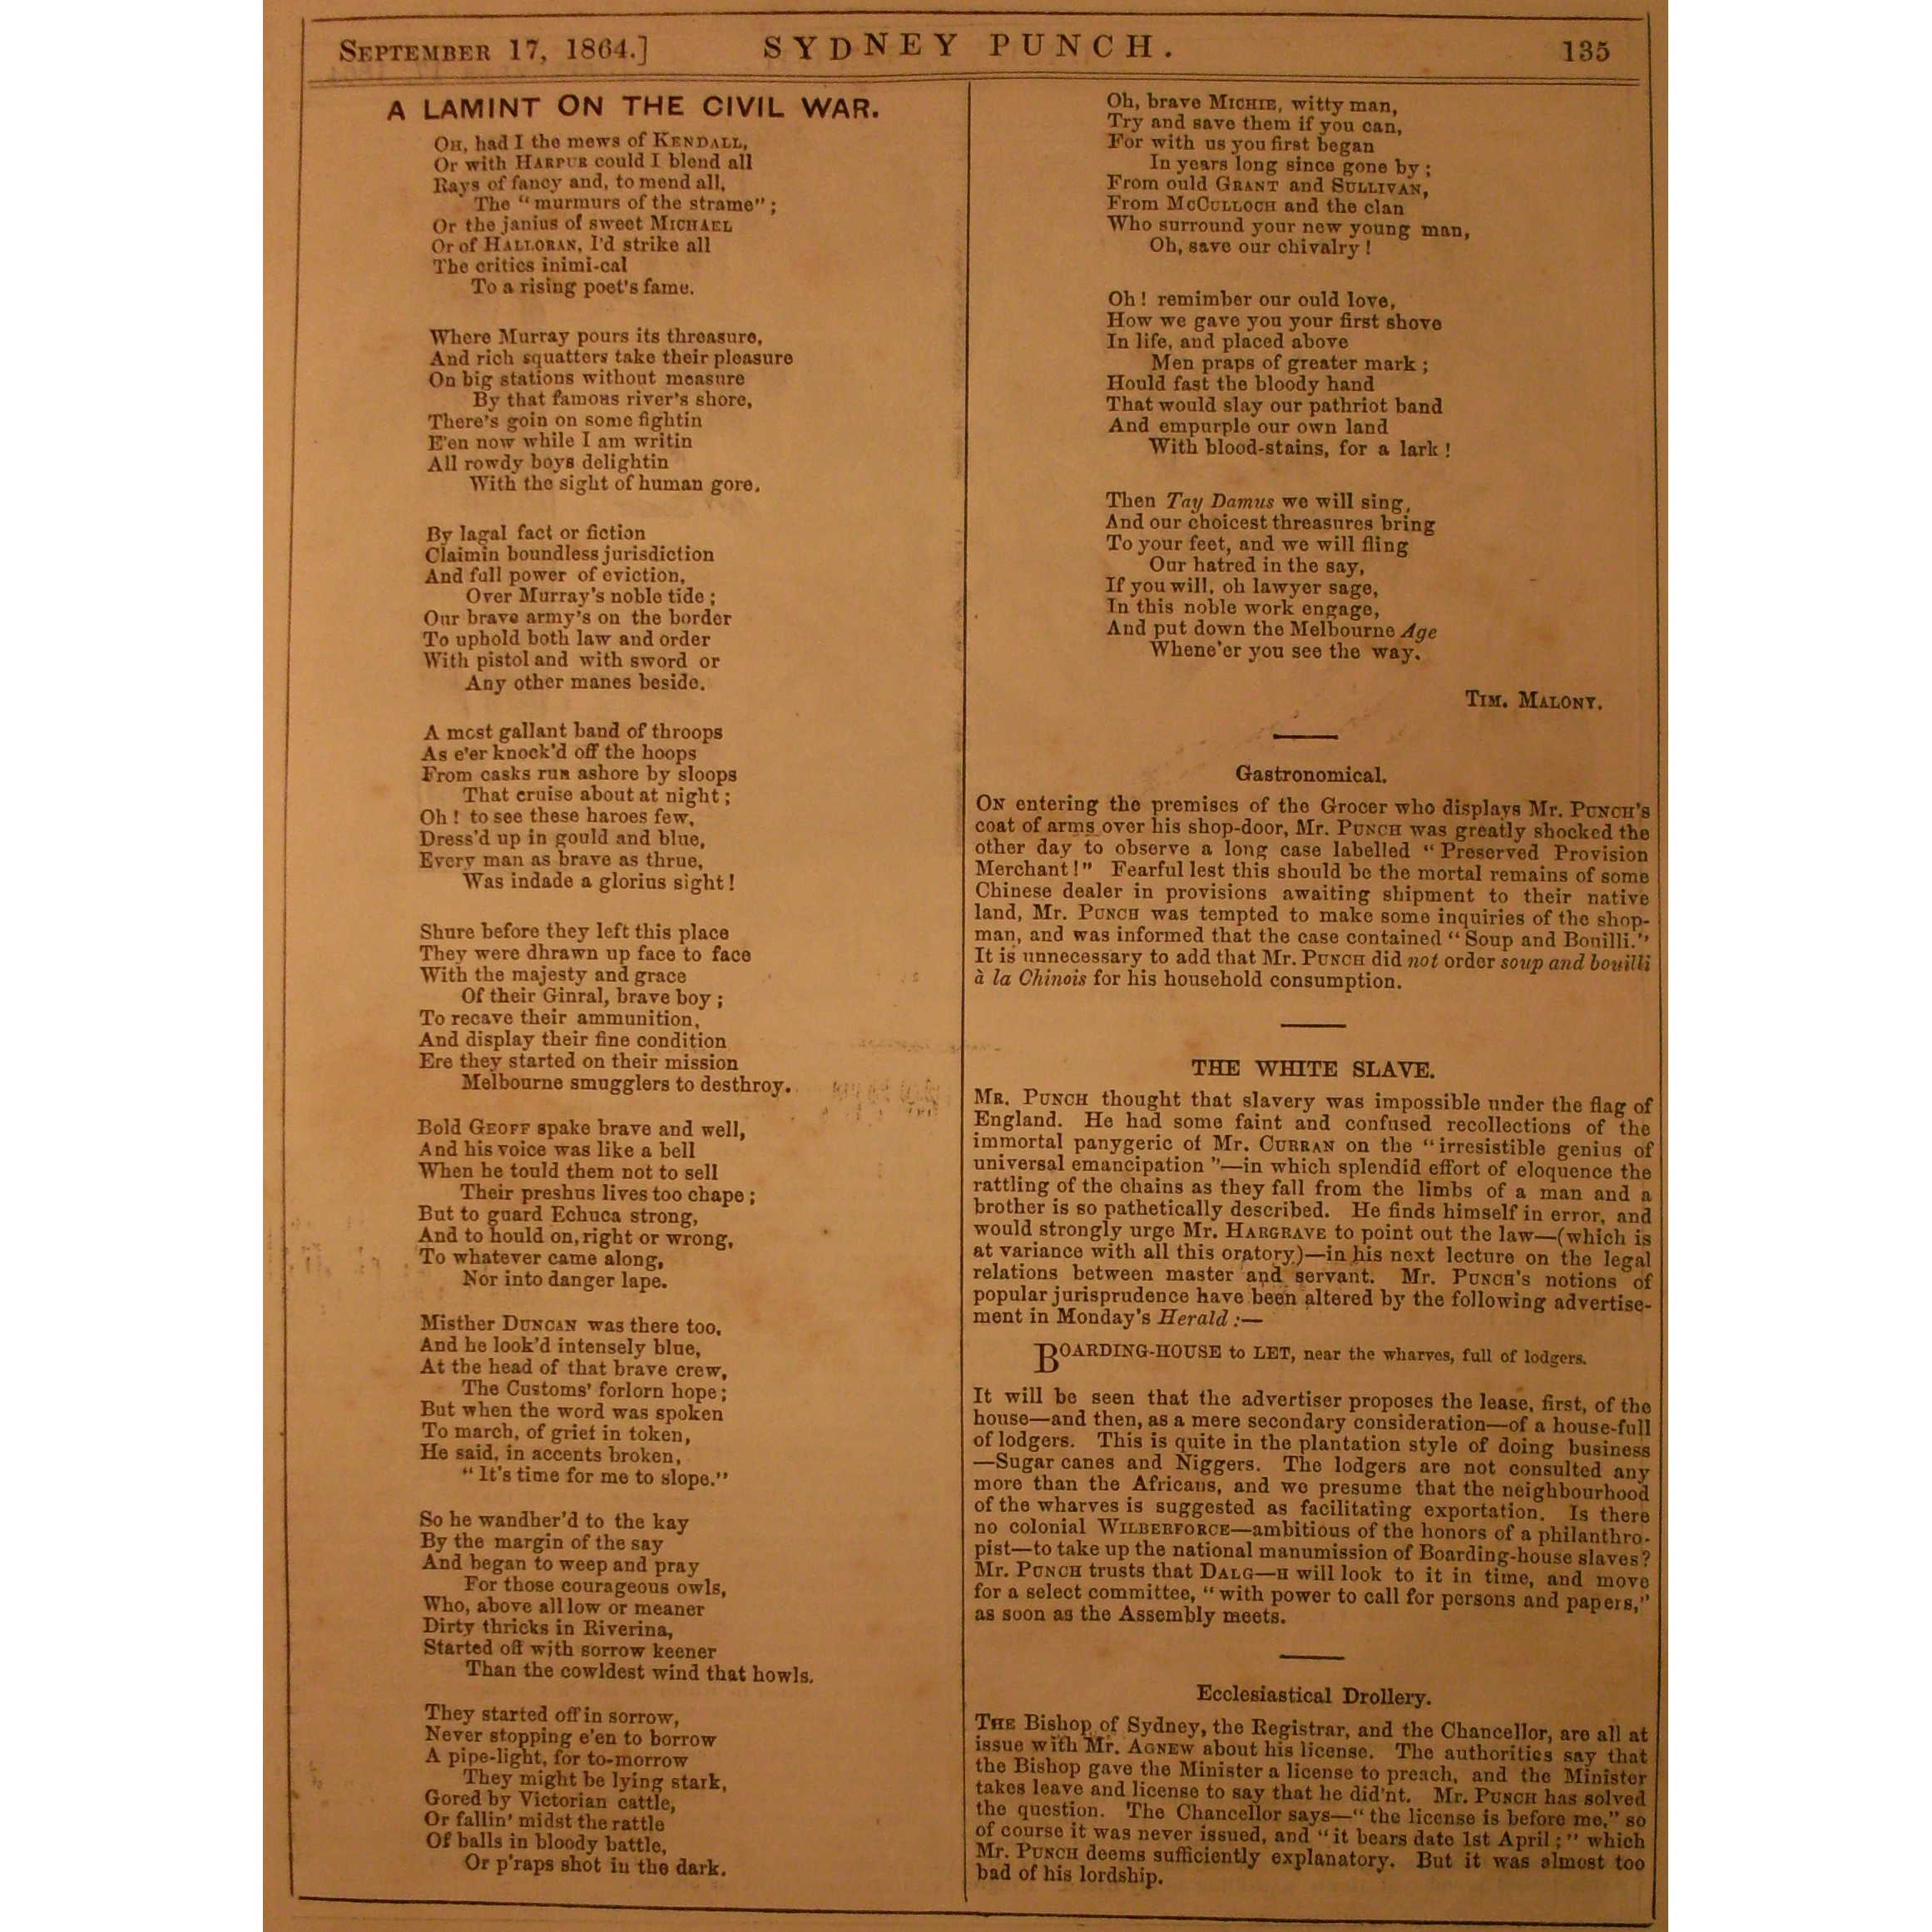 SEPTEMBER 17, 1864.] SYDNEY PUNCH. 135
A LAMINT ON THE CIVIL WAR.
OH, had I the mews of KENDALL,
Or with HARPUR could I blend all
Rays of fancy and, to mend all,
The "murmurs of the strame";
Or the janius of sweet MICHAEL
Or of HALLORAN, I'd strike all
The critics inimi-cal
To a rising poet's fame.
Where Murray pours its threasure,
And rich squatters take their pleasure
On big stations without measure
By that famous river's shore,
There's goin on some fightin
E'en now while I am writin
All rowdy boys delightin
With the sight of human gore.
By lagal fact or fiction
Claimin boundless jurisdiction
And full power of eviction,
Over Murray's noble tide;
Our brave army's on the border
To uphold both law and order
With pistol and with sword or
Any other manes beside.
A most gallant band of throops
As e'er knock'd off the hoops
From casks run ashore by sloops
That cruise about at night;
Oh! to see these haroes few,
Dress'd up in gould and blue,
Every man as brave as thrue,
Was indade a glorius sight!
Shure before they left this place
They were dhrawn up face to face
With the majesty and grace
Of their Ginral, brave boy;
To recave their ammunition,
And display their fine condition
Ere they started on their mission
Melbourne smugglers to desthroy.
Bold GEOFF spake brave and well,
And his voice was like a bell
When he tould them not to sell
Their preshus lives too chape;
But to guard Echuca strong,
And to hould on, right or wrong,
To whatever came along,
Nor into danger lape.
Misther DUNCAN was there too,
And he look'd intensely blue,
At the head of that brave crew,
The Customs' forlorn hope;
But when the word was spoken
To march, of grief in token,
He said, in accents broken,
"It's time for me to slope."
So he wandher'd to the kay
By the margin of the say
And began to weep and pray
For those courageous owls,
Who, above all low or meaner
Dirty thricks in Riverina,
Started off with sorrow keener
Than the cowldest wind that howls.
They started off in sorrow,
Never stopping e'en to borrow
A pipe-light, for to-morrow
They might be lying stark,
Gored by Victorian cattle,
Or fallin' midst the rattle
Of balls in bloody battle,
Or p'raps shot in the dark.
Oh, brave MICHIE, witty man,
Try and save them if you can,
For with us you first began
In years long since gone by;
From ould GRANT and SULLIVAN,
From MCCULLOCH and the clan
Who surround your new young man,
Oh, save our chivalry!
Oh! remimber our ould love,
How we gave you your first shove
In life, and placed above
Men praps of greater mark;
Hould fast the bloody hand
That would slay our pathriot band
And empurple our own land
With blood-stains, for a lark!
Then Tay Damus we will sing,
And our choicest threasures bring
To your feet, and we will fling
Our hatred in the say,
If you will, oh lawyer sage,
In this noble work engage,
And put down the Melbourne Age
Whene'er you see the way.
TIM. MALONY.
Gastronomical.
ON entering the premises of the Grocer who displays Mr. PUNCH'S
coat of arms over his shop-door, Mr. PUNCH was greatly shocked the
other day to observe a long case labelled "Preserved Provision
Merchant!" Fearful lest this should be the mortal remains of some
Chinese dealer in provisions awaiting shipment to their native
land, Mr. PUNCH was tempted to make some inquiries of the shop-
man, and was informed that the case contained "Soup and Bouilli."
It is unnecessary to add that Mr. PUNCH did not order soup and bouilli
à la Chinois for his household consumption.
THE WHITE SLAVE.
MR. PUNCH thought that slavery was impossible under the flag of
England. He had some faint and confused recollections of the
immortal panygeric of Mr. CURRAN on the "irresistible genius of
universal emancipation"—in which splendid effort of eloquence the
rattling of the chains as they fall from the limbs of a man and a
brother is so pathetically described. He finds himself in error, and
would strongly urge Mr. HARGRAVE to point out the law—(which is
at variance with all this oratory)—in his next lecture on the legal
relations between master and servant. Mr. PUNCH'S notions of
popular jurisprudence have been altered by the following advertise-
ment in Monday's Herald:—
BOARDING-HOUSE to LET, near the wharves, full of lodgers.
It will be seen that the advertiser proposes the lease, first, of the
house—and then, as a mere secondary consideration—of a house-full
of lodgers. This is quite in the plantation style of doing business
—Sugar canes and Niggers. The lodgers are not consulted any
more than the Africans, and we presume that the neighbourhood
of the wharves is suggested as facilitating exportation. Is there
no colonial WILBERFORCE—ambitious of the honors of a philanthro-
pist—to take up the national manumission of Boarding-house slaves?
Mr. PUNCH trusts that DALG—H will look to it in time, and move
for a select committee, "with power to call for persons and papers,"
as soon as the Assembly meets.
Ecclesiastical Drollery.
THE Bishop of Sydney, the Registrar, and the Chancellor, are all at
issue with Mr. AGNEW about his license. The authorities say that
the Bishop gave the Minister a license to preach, and the Minister
takes leave and license to say that he did'nt. Mr. PUNCH has solved
the question. The Chancellor says—"the license is before me," so
of course it was never issued, and "it bears date 1st April;" which
Mr. PUNCH deems sufficiently explanatory. But it was almost too
bad of his lordship.